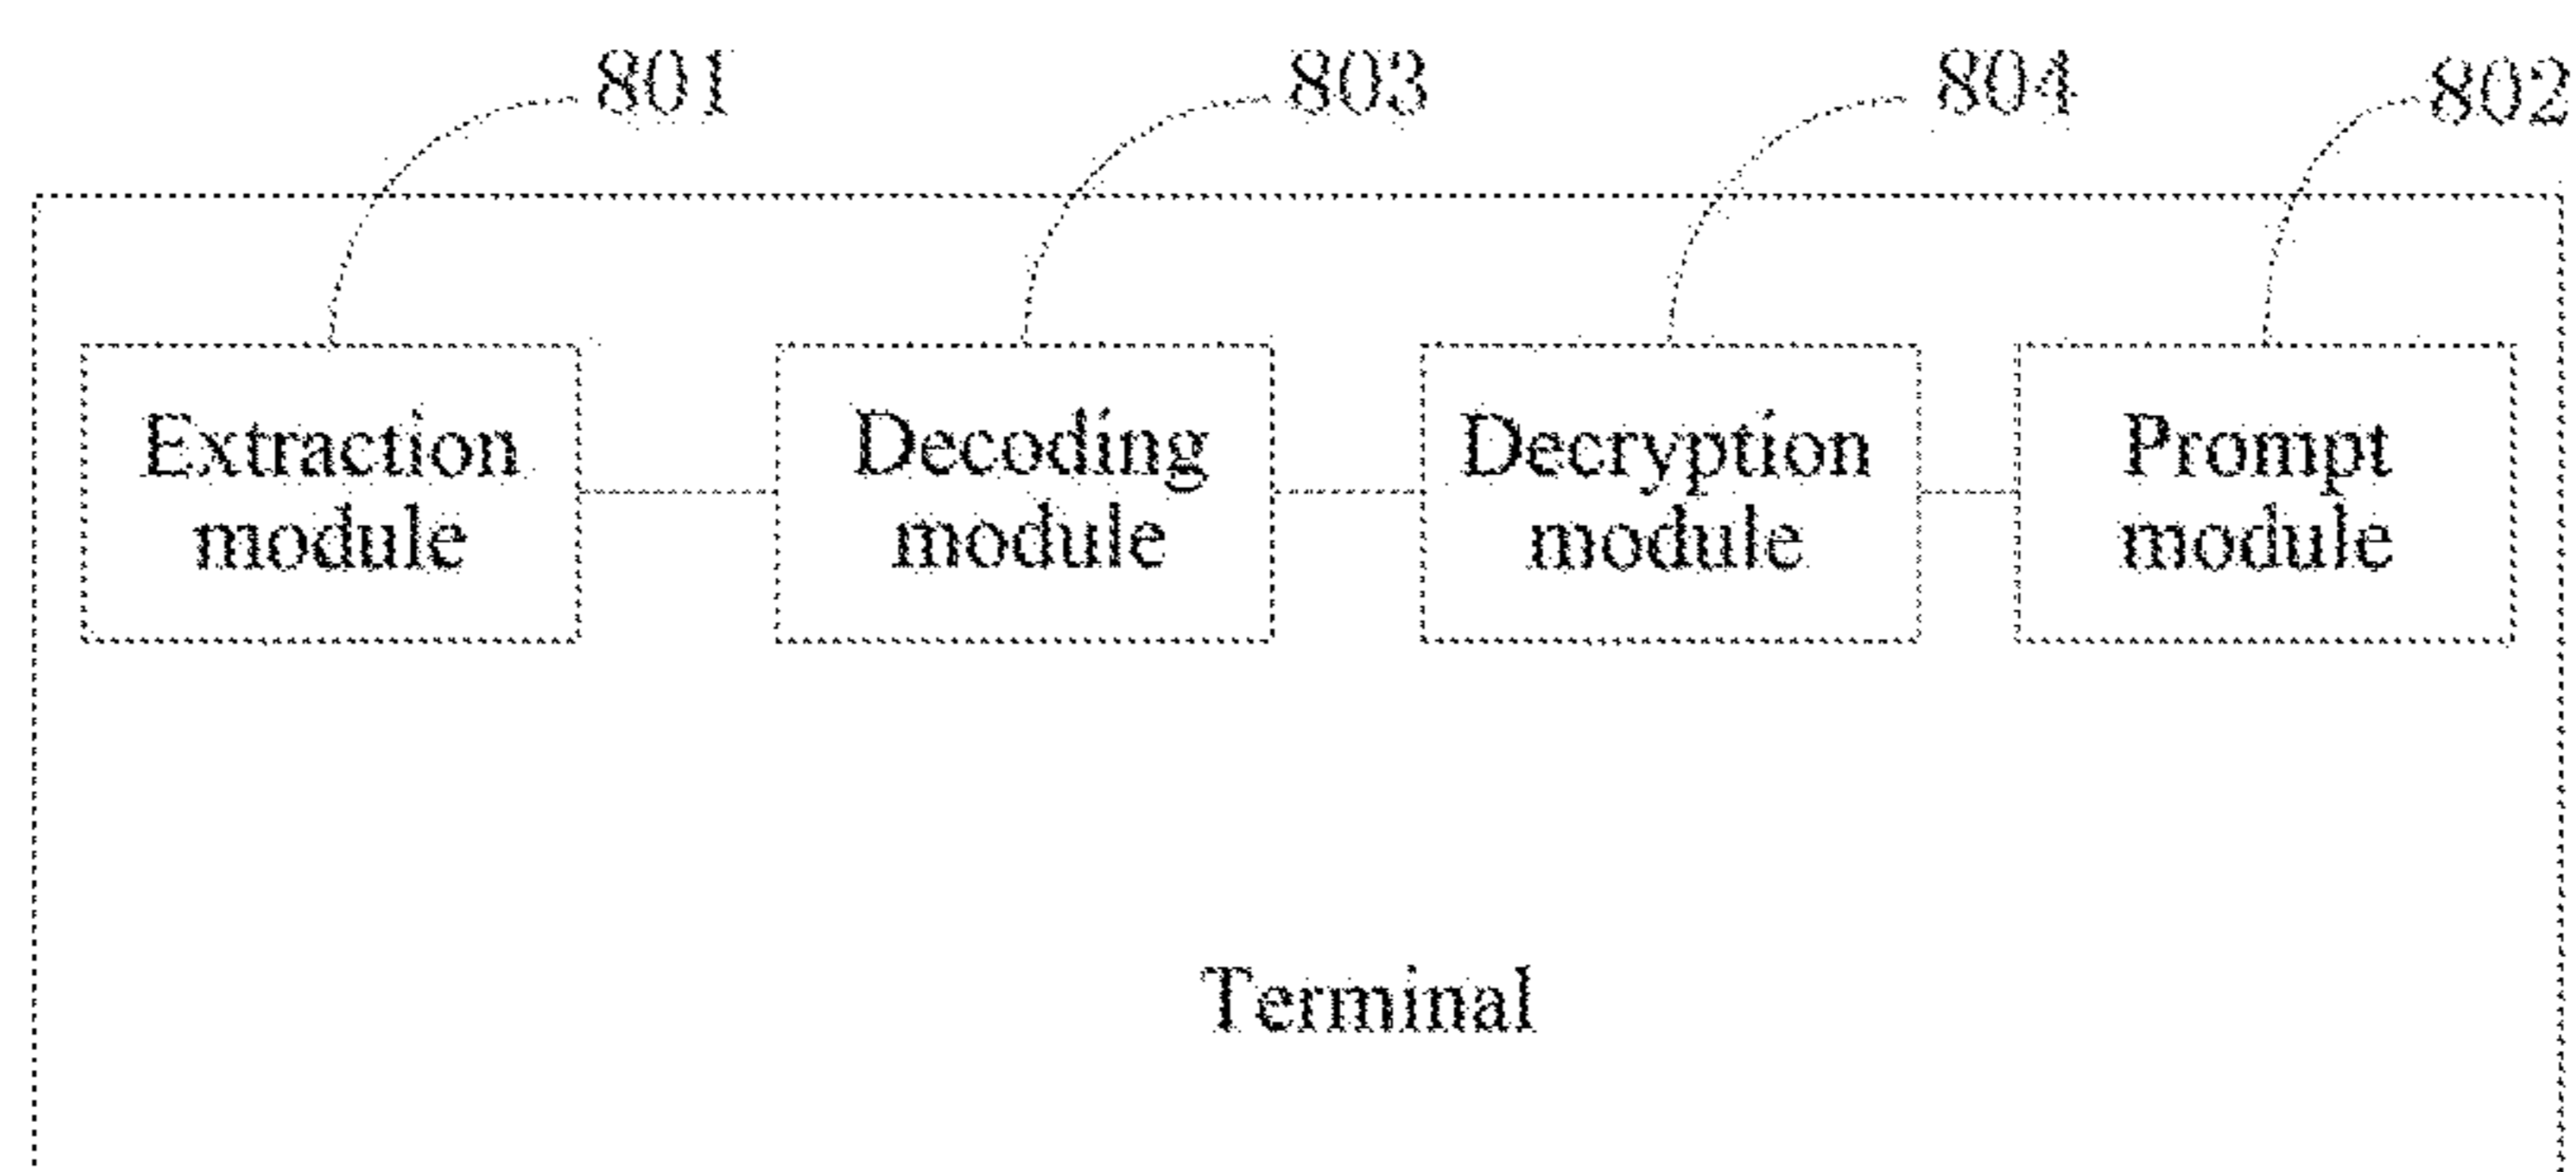 801 803 804 802
Extraction module
Decoding module
Decryption module
Prompt module
Terminal